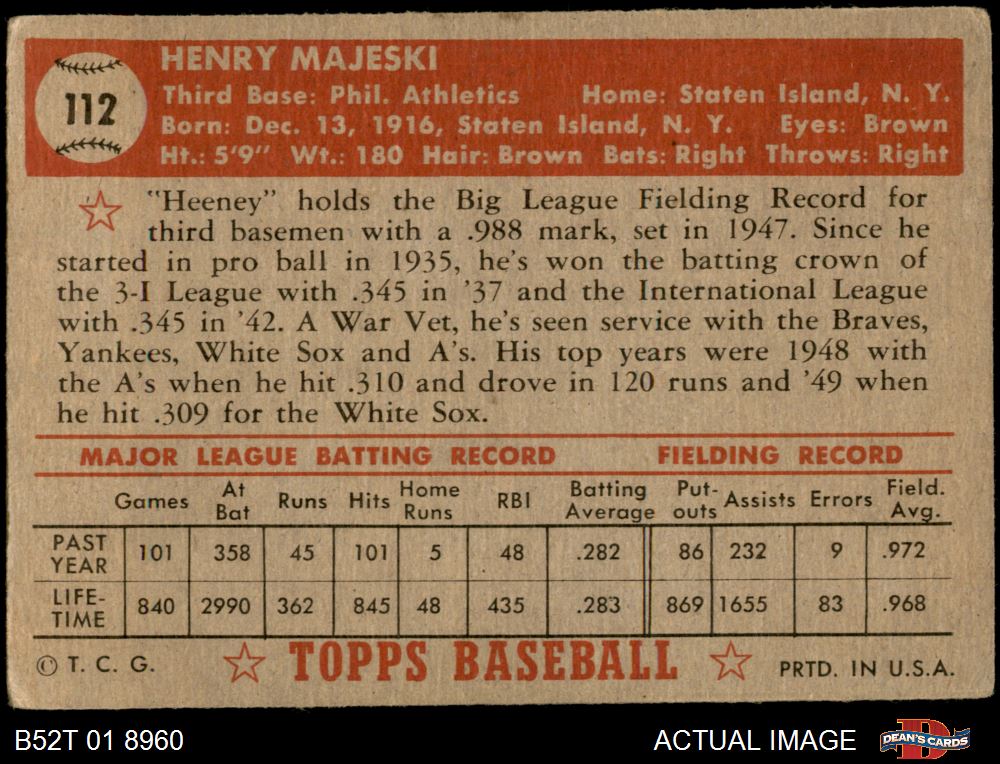 112
HENRY MAJESKI
Third Base: Phil. Athletics Home: Staten Island, N. Y.
Born: Dec. 13, 1916, Staten Island, N. Y. Eyes: Brown
Ht.: 5'9" Wt.: 180 Hair: Brown Bats: Right Throws: Right
"Heeney" holds the Big League Fielding Record for
third basemen with a .988 mark, set in 1947. Since he
started in pro ball in 1935, he's won the batting crown of
the 3-I League with .345 in '37 and the International League
with .345 in '42. A War Vet, he's seen service with the Braves,
Yankees, White Sox and A's. His top years were 1948 with
the A's when he hit .310 and drove in 120 runs and '49 when
he hit .309 for the White Sox.
MAJOR LEAGUE BATTING RECORD FIELDING RECORD
Games At Bat Runs Hits Home Runs RBI Batting Average Put-outs Assists Errors Field. Avg.
PAST YEAR 101 358 45 101 5 48 .282 86 232 9 .972
LIFE-TIME 840 2990 362 845 48 435 .283 869 1655 83 .968
© T. C. G. TOPPS BASEBALL PRTD. IN U.S.A.
B52T 01 8960 ACTUAL IMAGE D DEAN'S CARDS